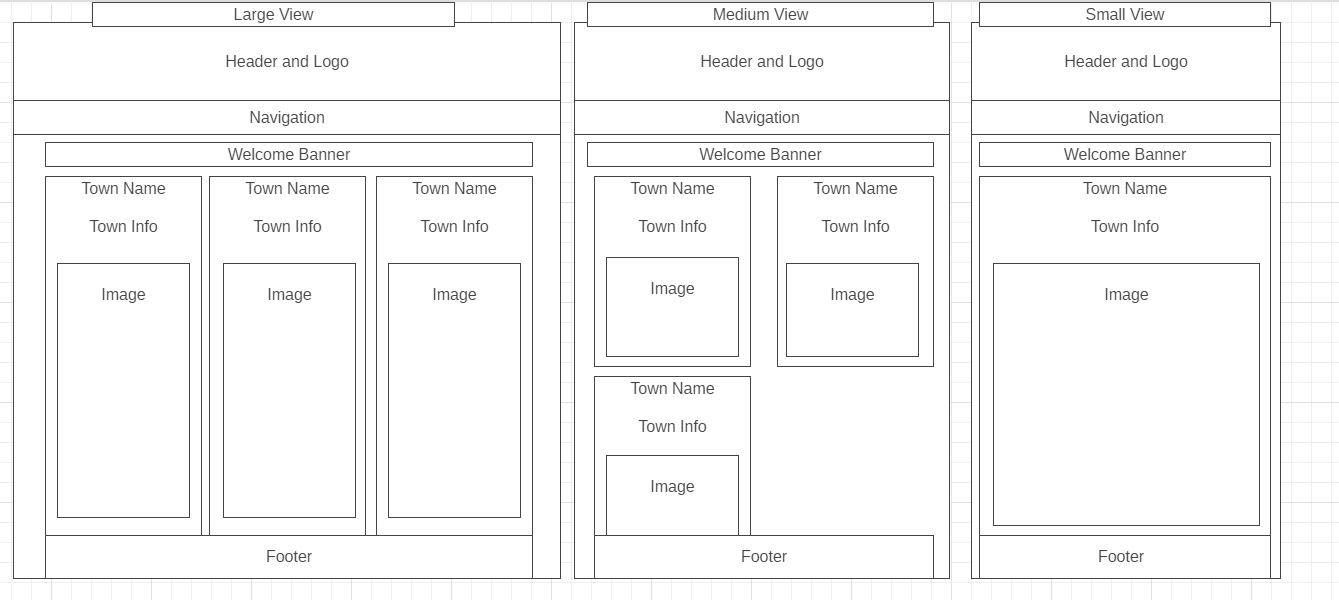 Large View
Header and Logo
Navigation
Welcome Banner
Town Name
Town Info
Image
Town Name
Town Info
Image
Town Name
Town Info
Image
Footer
Medium View
Header and Logo
Navigation
Welcome Banner
Town Name
Town Info
Image
Town Name
Town Info
Image
Town Name
Town Info
Image
Footer
Small View
Header and Logo
Navigation
Welcome Banner
Town Name
Town Info
Image
Footer